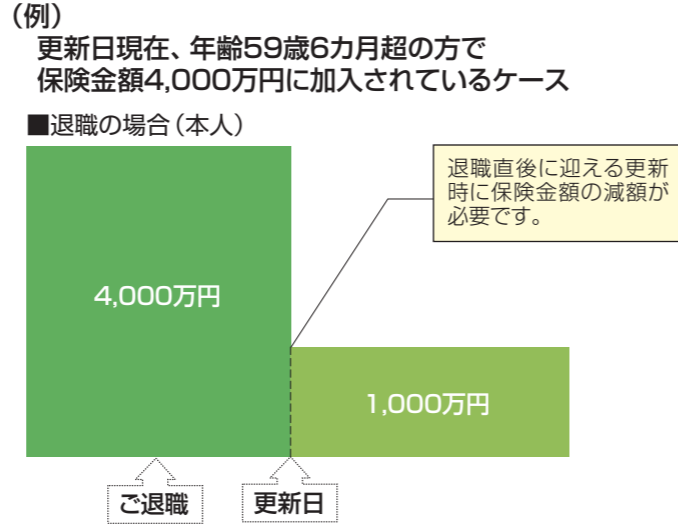 （例）
更新日現在、年齢59歳6カ月超の方で
保険金額4,000万円に加入されているケース
■退職の場合（本人）
退職直後に迎える更新
時に保険金額の減額が
必要です。
4,000万円
1,000万円
ご退職
更新日